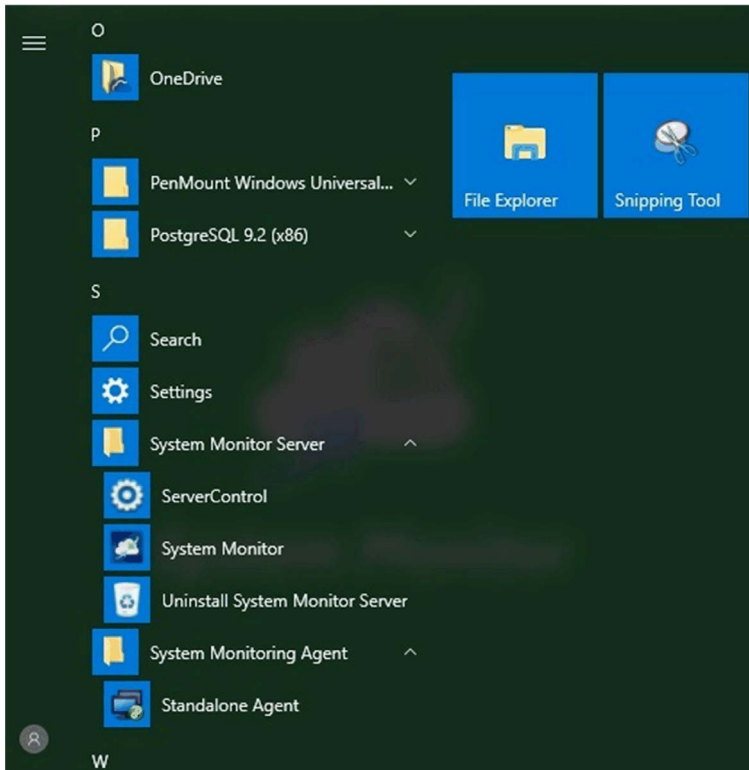 O
OneDrive
P
PenMount Windows Universal...
PostgreSQL 9.2 (x86)
S
Search
Settings
System Monitor Server
ServerControl
System Monitor
Uninstall System Monitor Server
System Monitoring Agent
Standalone Agent
W
File Explorer
Snipping Tool